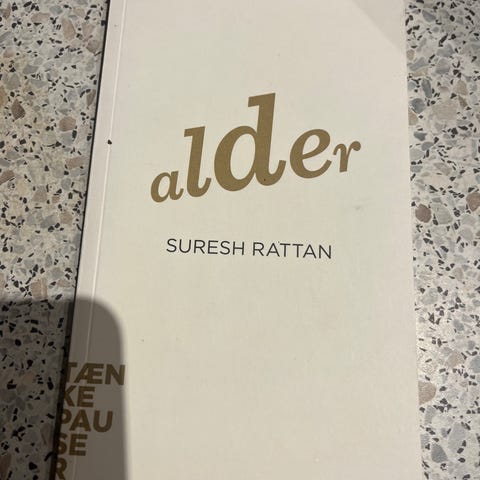 alder
SURESH RATTAN
TÆN
KE
PAU
SE
R